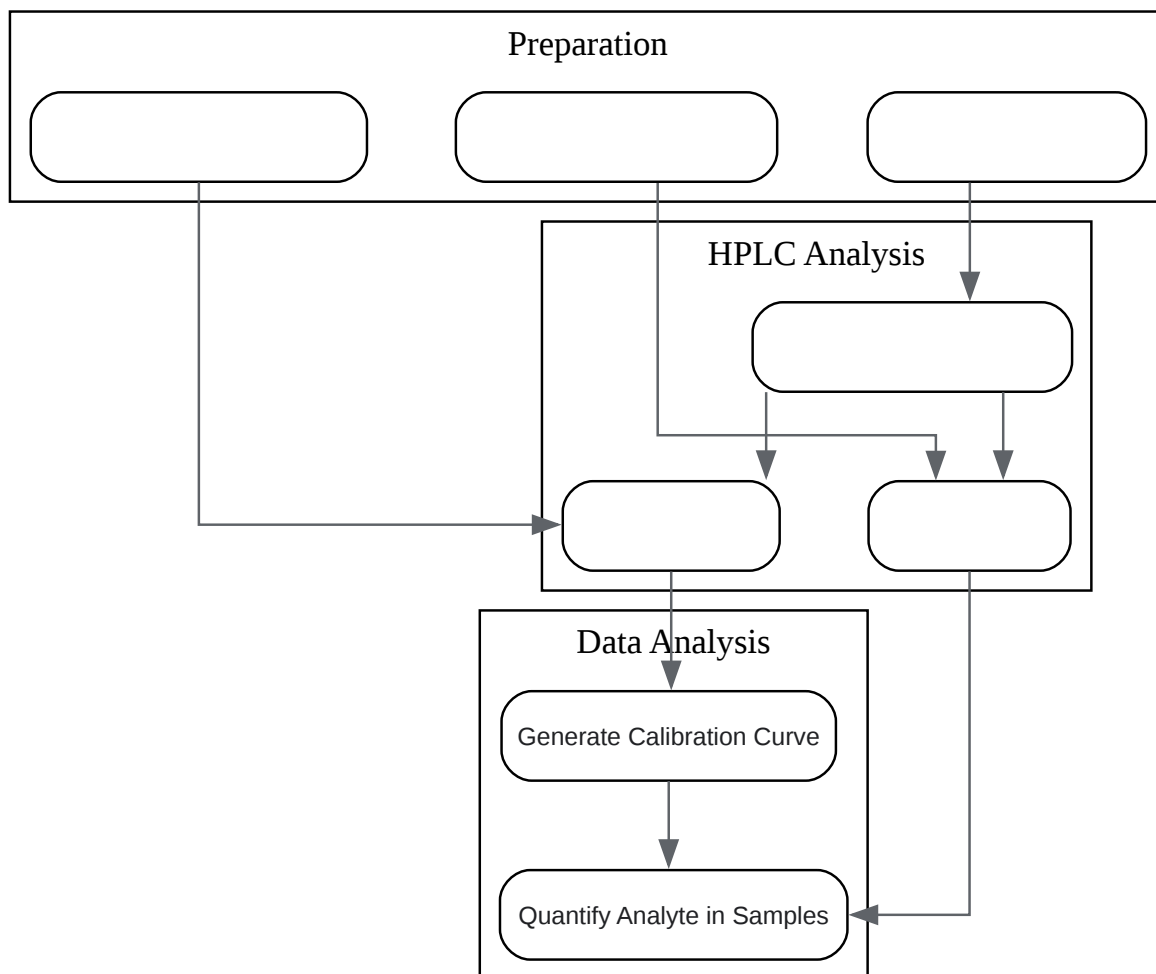 Preparation
HPLC Analysis
Data Analysis
Generate Calibration Curve
Quantify Analyte in Samples